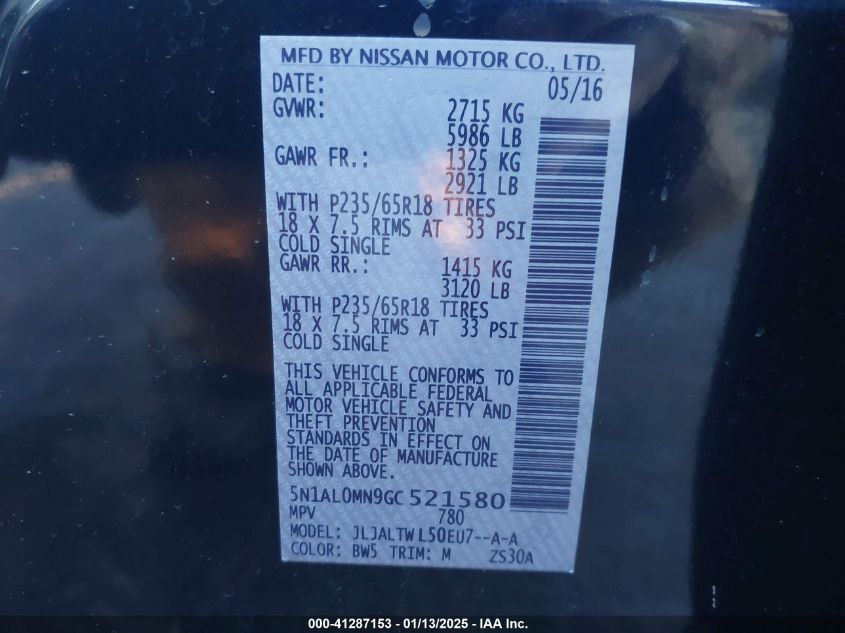 MFD BY NISSAN MOTOR CO., LTD.
DATE: 05/16
GVWR: 2715 KG
5986 LB
GAWR FR.: 1325 KG
2921 LB
WITH P235/65R18 TIRES
18 X 7.5 RIMS AT 33 PSI
COLD SINGLE
GAWR RR.: 1415 KG
3120 LB
WITH P235/65R18 TIRES
18 X 7.5 RIMS AT 33 PSI
COLD SINGLE
THIS VEHICLE CONFORMS TO
ALL APPLICABLE FEDERAL
MOTOR VEHICLE SAFETY AND
THEFT PREVENTION
STANDARDS IN EFFECT ON
THE DATE OF MANUFACTURE
SHOWN ABOVE.
5N1AL0MN9GC521580
MPV 780
MODEL: JLJALTWL50EU7--A-A
COLOR: BW5 TRIM: M ZS30A
000-41287153 - 01/13/2025 - IAA Inc.